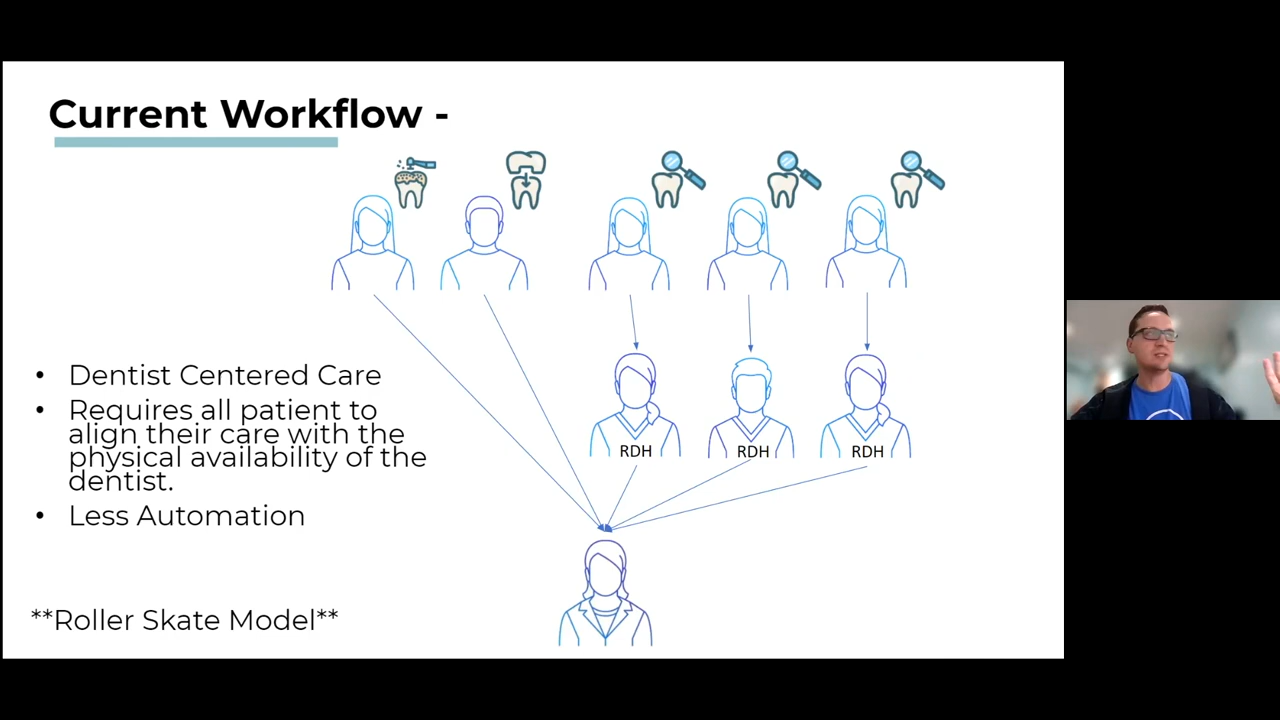 Current Workflow -
• Dentist Centered Care
• Requires all patient to
align their care with the
physical availability of the
dentist.
• Less Automation
RDH
RDH
RDH
**Roller Skate Model**